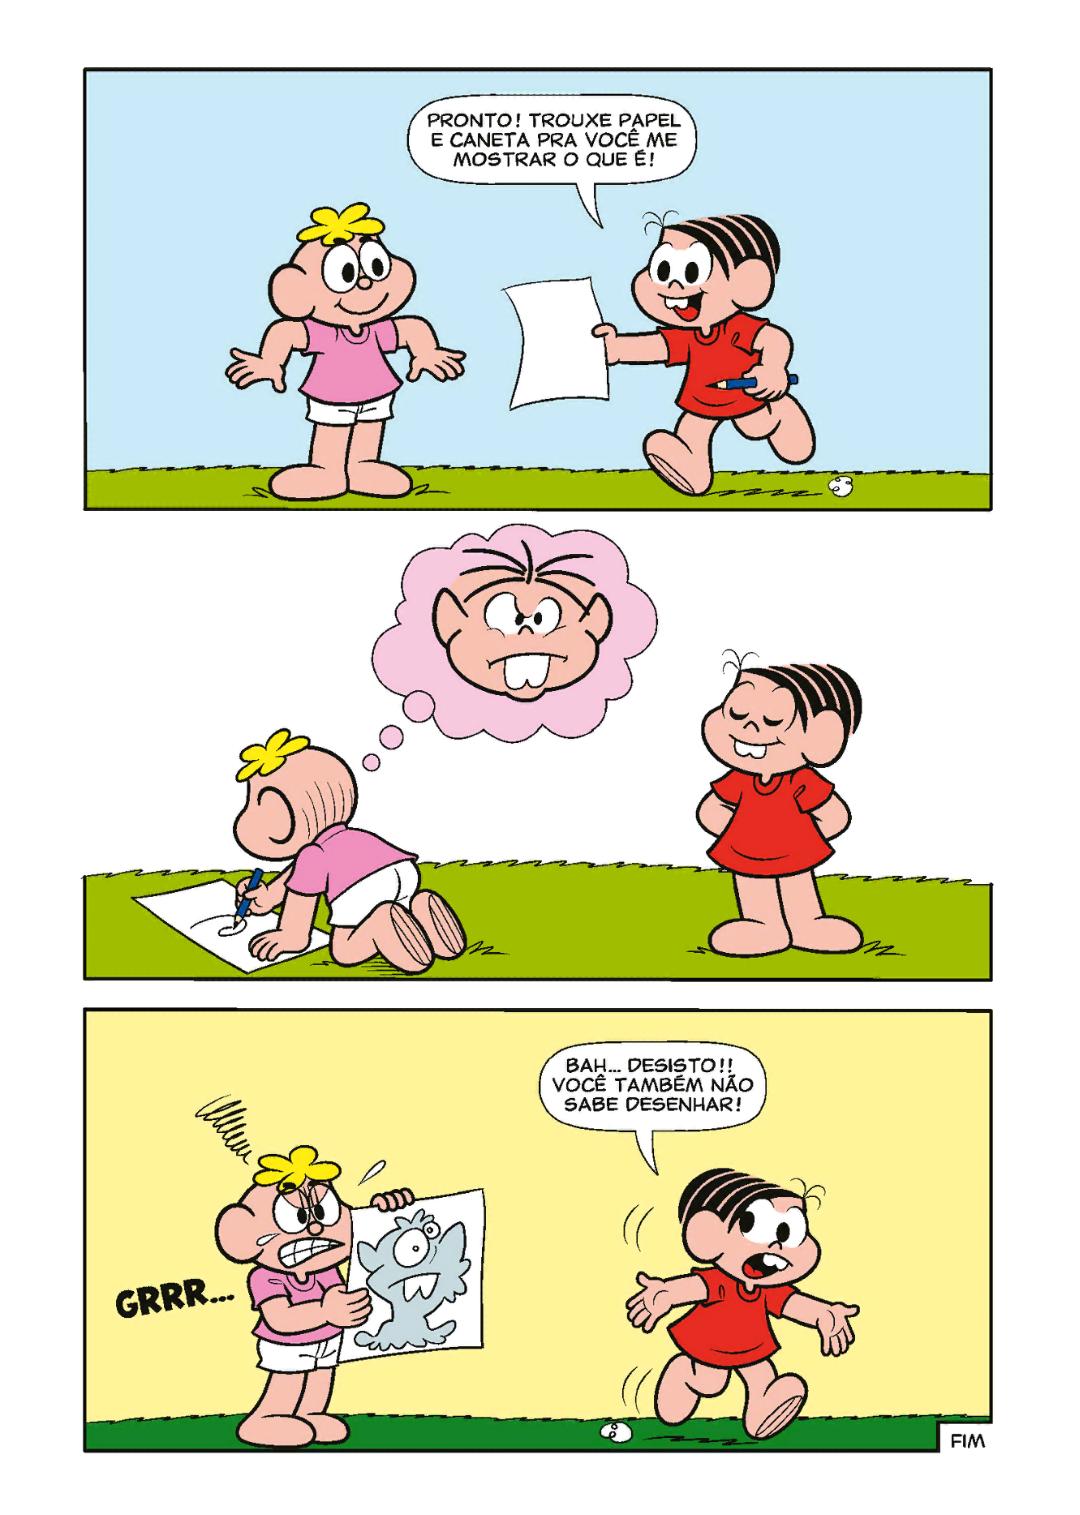 PRONTO! TROUXE PAPEL
E CANETA PRA VOCÊ ME
MOSTRAR O QUE É!
BAH... DESISTO!!
VOCÊ TAMBÉM NÃO
SABE DESENHAR!
GRRR...
FIM